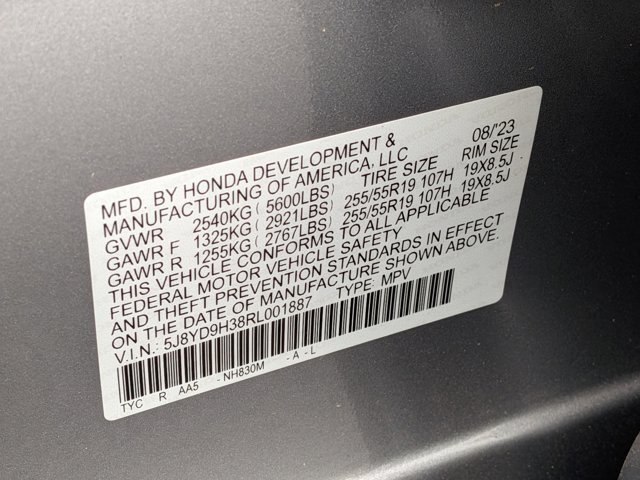 MFD. BY HONDA DEVELOPMENT & 08/'23
MANUFACTURING OF AMERICA, LLC
GVWR 2540KG ( 5600LBS) TIRE SIZE RIM SIZE
GAWR F 1325KG ( 2921LBS) 255/55R19 107H 19X8.5J
GAWR R 1255KG ( 2767LBS) 255/55R19 107H 19X8.5J
THIS VEHICLE CONFORMS TO ALL APPLICABLE
FEDERAL MOTOR VEHICLE SAFETY
AND THEFT PREVENTION STANDARDS IN EFFECT
ON THE DATE OF MANUFACTURE SHOWN ABOVE.
V.I.N.: 5J8YD9H38RL001887 TYPE: MPV
TYC R AA5 - NH830M - A - L